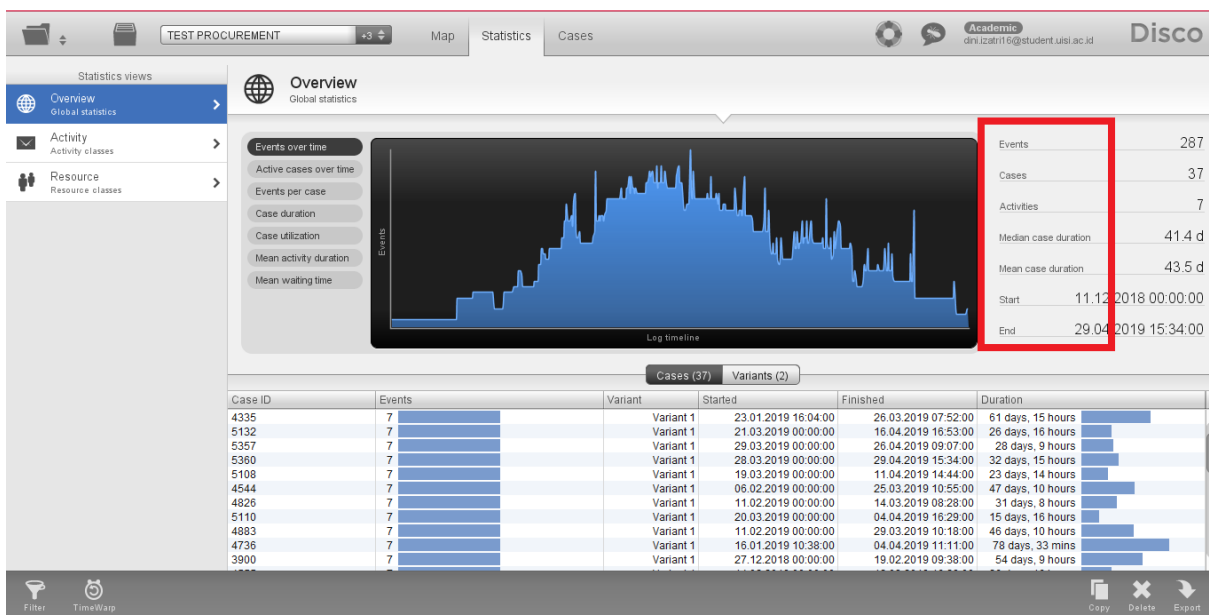 TEST PROCUREMENT +3 Map Statistics Cases Academic dini.izatri16@student.uisi.ac.id Disco
Statistics views
Overview
Global statistics
Activity
Activity classes
Resource
Resource classes
Overview
Global statistics
Events over time
Active cases over time
Events per case
Case duration
Case utilization
Mean activity duration
Mean waiting time
Events
Log timeline
Events 287
Cases 37
Activities 7
Median case duration 41.4 d
Mean case duration 43.5 d
Start 11.12.2018 00:00:00
End 29.04.2019 15:34:00
Cases (37) Variants (2)
Case ID Events Variant Started Finished Duration
4335 7 Variant 1 23.01.2019 16:04:00 26.03.2019 07:52:00 61 days, 15 hours
5132 7 Variant 1 21.03.2019 00:00:00 16.04.2019 16:53:00 26 days, 16 hours
5357 7 Variant 1 29.03.2019 00:00:00 26.04.2019 09:07:00 28 days, 9 hours
5360 7 Variant 1 28.03.2019 00:00:00 29.04.2019 15:34:00 32 days, 15 hours
5108 7 Variant 1 19.03.2019 00:00:00 11.04.2019 14:44:00 23 days, 14 hours
4544 7 Variant 1 06.02.2019 00:00:00 25.03.2019 10:55:00 47 days, 10 hours
4826 7 Variant 1 11.02.2019 00:00:00 14.03.2019 08:28:00 31 days, 8 hours
5110 7 Variant 1 20.03.2019 00:00:00 04.04.2019 16:29:00 15 days, 16 hours
4883 7 Variant 1 11.02.2019 00:00:00 29.03.2019 10:18:00 46 days, 10 hours
4736 7 Variant 1 16.01.2019 10:38:00 04.04.2019 11:11:00 78 days, 33 mins
3900 7 Variant 1 27.12.2018 00:00:00 19.02.2019 09:38:00 54 days, 9 hours
Filter TimeWarp Copy Delete Export